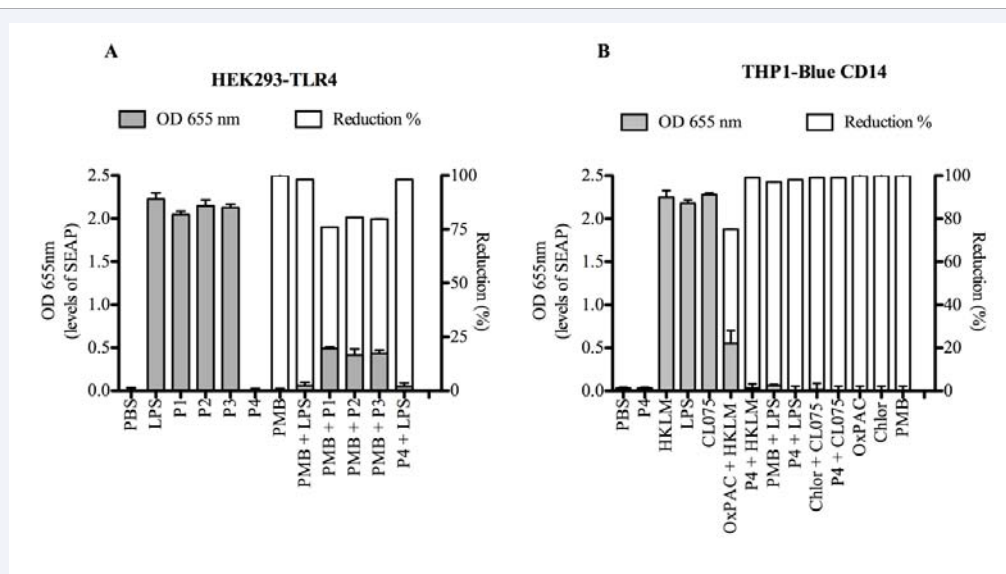 A
HEK293-TLR4
OD 655 nm
Reduction %
2.5
2.0
1.5
1.0
0.5
0.0
OD 655nm
(levels of SEAP)
100
75
50
25
0
Reduction (%)
PBS
LPS
P1
P2
P3
P4
PMB
PMB + LPS
PMB + P1
PMB + P2
PMB + P3
P4 + LPS
B
THP1-Blue CD14
OD 655 nm
Reduction %
2.5
2.0
1.5
1.0
0.5
0.0
OD 655nm
(levels of SEAP)
100
80
60
40
20
0
Reduction (%)
PBS
P4
HKLM
LPS
CL075
OxPAC + HKLM
P4 + HKLM
PMB + LPS
P4 + LPS
Chlor + CL075
P4 + CL075
OxPAC
Chlor
PMB